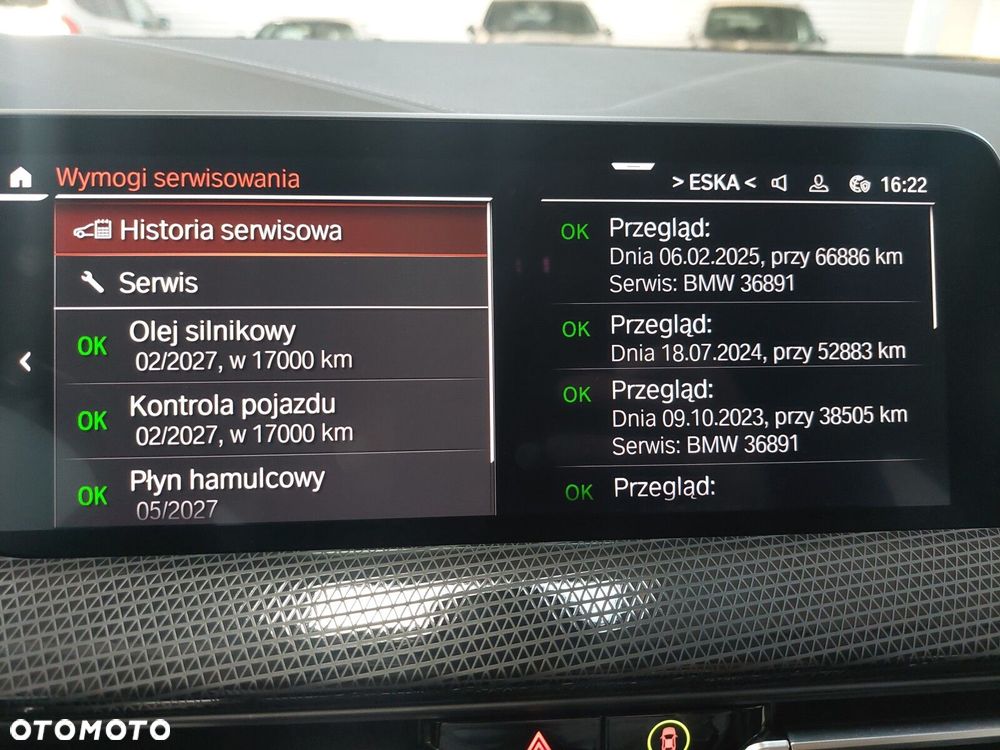 Wymogi serwisowania
> ESKA < 16:22
Historia serwisowa
Serwis
OK Olej silnikowy
02/2027, w 17000 km
OK Kontrola pojazdu
02/2027, w 17000 km
OK Płyn hamulcowy
05/2027
OK Przegląd:
Dnia 06.02.2025, przy 66886 km
Serwis: BMW 36891
OK Przegląd:
Dnia 18.07.2024, przy 52883 km
OK Przegląd:
Dnia 09.10.2023, przy 38505 km
Serwis: BMW 36891
OK Przegląd:
OTOMOTO